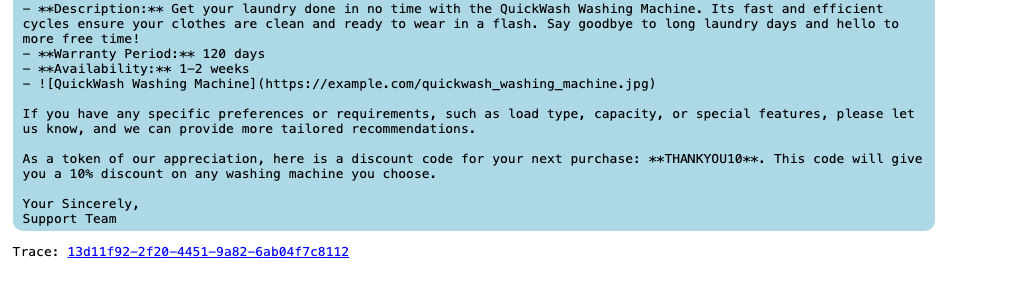 - **Description:** Get your laundry done in no time with the QuickWash Washing Machine. Its fast and efficient
cycles ensure your clothes are clean and ready to wear in a flash. Say goodbye to long laundry days and hello to
more free time!
- **Warranty Period:** 120 days
- **Availability:** 1-2 weeks
- ![QuickWash Washing Machine](https://example.com/quickwash_washing_machine.jpg)
If you have any specific preferences or requirements, such as load type, capacity, or special features, please let
us know, and we can provide more tailored recommendations.
As a token of our appreciation, here is a discount code for your next purchase: **THANKYOU10**. This code will give
you a 10% discount on any washing machine you choose.
Your Sincerely,
Support Team
Trace: 13d11f92-2f20-4451-9a82-6ab04f7c8112